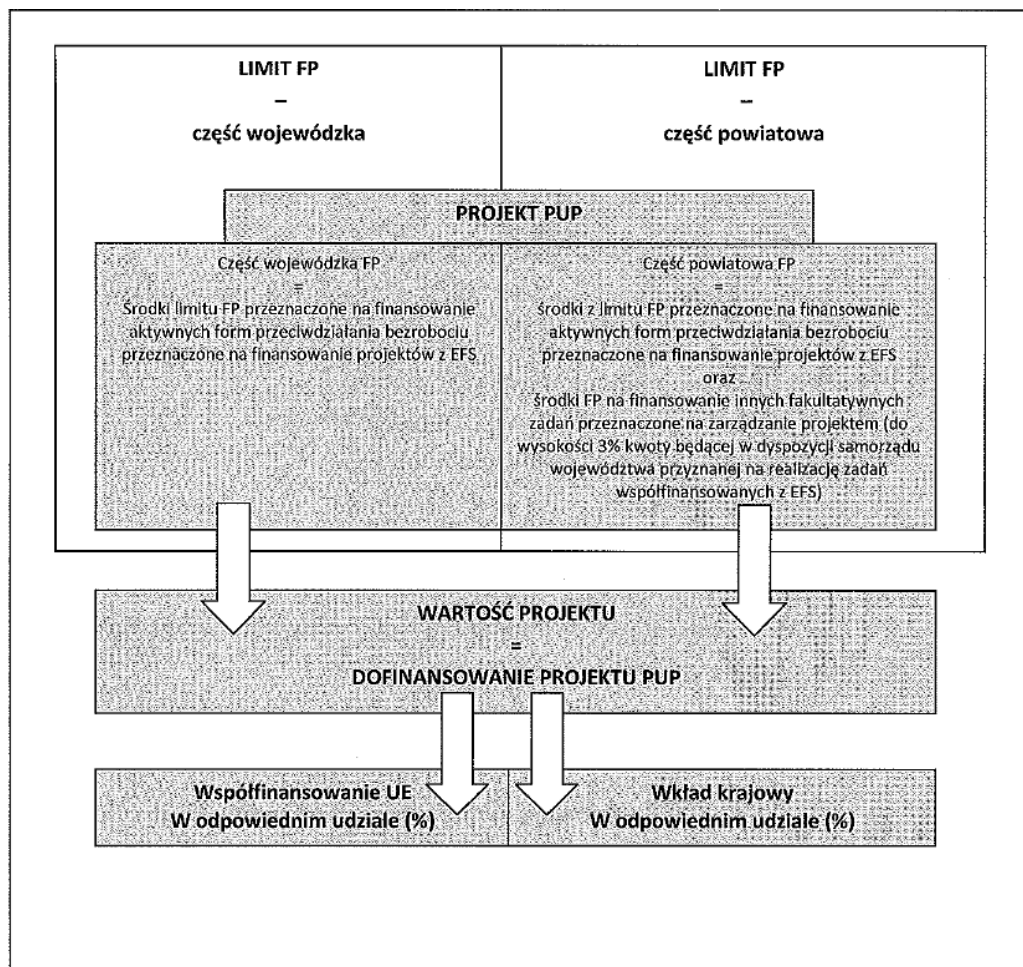 LIMIT FP
–
część wojewódzka
LIMIT FP
–
część powiatowa
PROJEKT PUP
Część wojewódzka FP
=
Środki limitu FP przeznaczone na finansowanie
aktywnych form przeciwdziałania bezrobociu
przeznaczone na finansowanie projektów z EFS
Część powiatowa FP
=
środki z limitu FP przeznaczone na finansowanie
aktywnych form przeciwdziałania bezrobociu
przeznaczone na finansowanie projektów z EFS
oraz
środki FP na finansowanie innych fakultatywnych
zadań przeznaczone na zarządzanie projektem (do
wysokości 3% kwoty będącej w dyspozycji samorządu
województwa przyznanej na realizację zadań
współfinansowanych z EFS)
WARTOŚĆ PROJEKTU
=
DOFINANSOWANIE PROJEKTU PUP
Współfinansowanie UE
W odpowiednim udziale (%)
Wkład krajowy
W odpowiednim udziale (%)